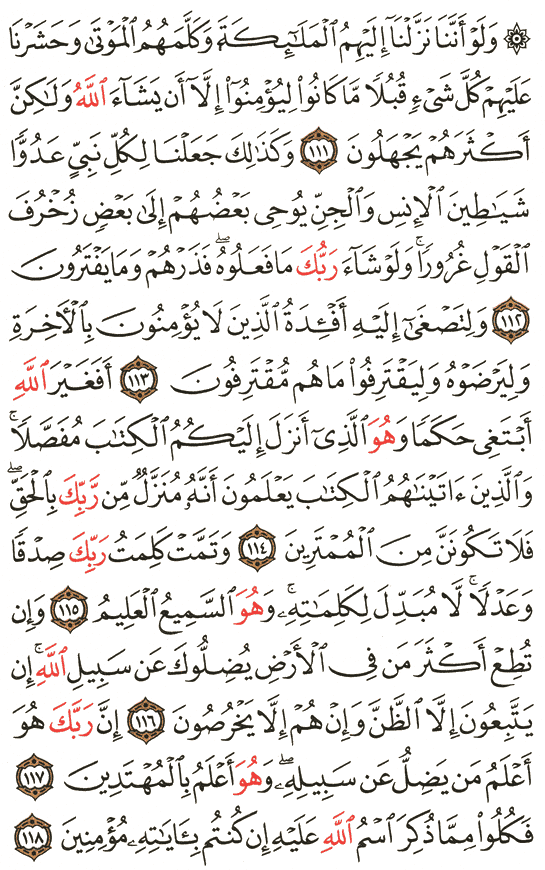 ۞ وَلَوْ أَنَّنَا نَزَّلْنَآ إِلَيْهِمُ ٱلْمَلَٰٓئِكَةَ وَكَلَّمَهُمُ ٱلْمَوْتَىٰ وَحَشَرْنَا
عَلَيْهِمْ كُلَّ شَىْءٍ قُبُلًا مَّا كَانُوا۟ لِيُؤْمِنُوٓا۟ إِلَّآ أَن يَشَآءَ ٱللَّهُ وَلَٰكِنَّ
أَكْثَرَهُمْ يَجْهَلُونَ ١١١ وَكَذَٰلِكَ جَعَلْنَا لِكُلِّ نَبِىٍّ عَدُوًّا
شَيَٰطِينَ ٱلْإِنسِ وَٱلْجِنِّ يُوحِى بَعْضُهُمْ إِلَىٰ بَعْضٍ زُخْرُفَ
ٱلْقَوْلِ غُرُورًا ۚ وَلَوْ شَآءَ رَبُّكَ مَا فَعَلُوهُ ۖ فَذَرْهُمْ وَمَا يَفْتَرُونَ
١١٢ وَلِتَصْغَىٰٓ إِلَيْهِ أَفْـِٔدَةُ ٱلَّذِينَ لَا يُؤْمِنُونَ بِٱلْءَاخِرَةِ
وَلِيَرْضَوْهُ وَلِيَقْتَرِفُوا۟ مَا هُم مُّقْتَرِفُونَ ١١٣ أَفَغَيْرَ ٱللَّهِ
أَبْتَغِى حَكَمًا وَهُوَ ٱلَّذِىٓ أَنزَلَ إِلَيْكُمُ ٱلْكِتَٰبَ مُفَصَّلًا ۚ
وَٱلَّذِينَ ءَاتَيْنَٰهُمُ ٱلْكِتَٰبَ يَعْلَمُونَ أَنَّهُۥ مُنَزَّلٌ مِّن رَّبِّكَ بِٱلْحَقِّ ۖ
فَلَا تَكُونَنَّ مِنَ ٱلْمُمْتَرِينَ ١١٤ وَتَمَّتْ كَلِمَتُ رَبِّكَ صِدْقًا
وَعَدْلًا ۚ لَّا مُبَدِّلَ لِكَلِمَٰتِهِۦ ۚ وَهُوَ ٱلسَّمِيعُ ٱلْعَلِيمُ ١١٥ وَإِن
تُطِعْ أَكْثَرَ مَن فِى ٱلْأَرْضِ يُضِلُّوكَ عَن سَبِيلِ ٱللَّهِ ۚ إِن
يَتَّبِعُونَ إِلَّا ٱلظَّنَّ وَإِنْ هُمْ إِلَّا يَخْرُصُونَ ١١٦ إِنَّ رَبَّكَ هُوَ
أَعْلَمُ مَن يَضِلُّ عَن سَبِيلِهِۦ ۖ وَهُوَ أَعْلَمُ بِٱلْمُهْتَدِينَ ١١٧
فَكُلُوا۟ مِمَّا ذُكِرَ ٱسْمُ ٱللَّهِ عَلَيْهِ إِن كُنتُم بِـَٔايَٰتِهِۦ مُؤْمِنِينَ ١١٨